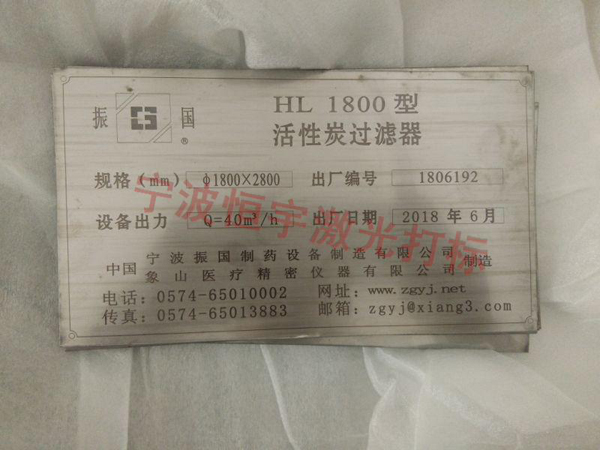 HL 1800 型
振 国 ®
活性炭过滤器
规格(mm) φ1800×2800 出厂编号 1806192
设备出力 Q=40m³/h 出厂日期 2018 年 6月
宁波振国制药设备制造有限公司
中国 制造
象山医疗精密仪器有限公司
电话:0574-65010002 网址:www.zgyj.net
传真:0574-65013883 邮箱:zgyj@xiang3.com
宁波恒宇激光打标